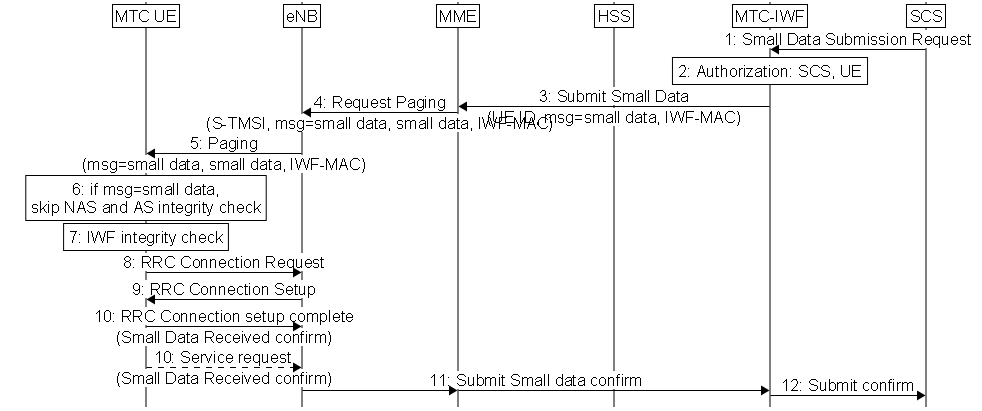 MTC UE
eNB
MME
HSS
MTC-IWF
SCS
1: Small Data Submission Request
2: Authorization: SCS, UE
3: Submit Small Data
(UE ID, msg=small data, IWF-MAC)
4: Request Paging
(S-TMSI, msg=small data, small data, IWF-MAC)
5: Paging
(msg=small data, small data, IWF-MAC)
6: if msg=small data,
skip NAS and AS integrity check
7: IWF integrity check
8: RRC Connection Request
9: RRC Connection Setup
10: RRC Connection setup complete
(Small Data Received confirm)
10: Service request
(Small Data Received confirm)
11: Submit Small data confirm
12: Submit confirm